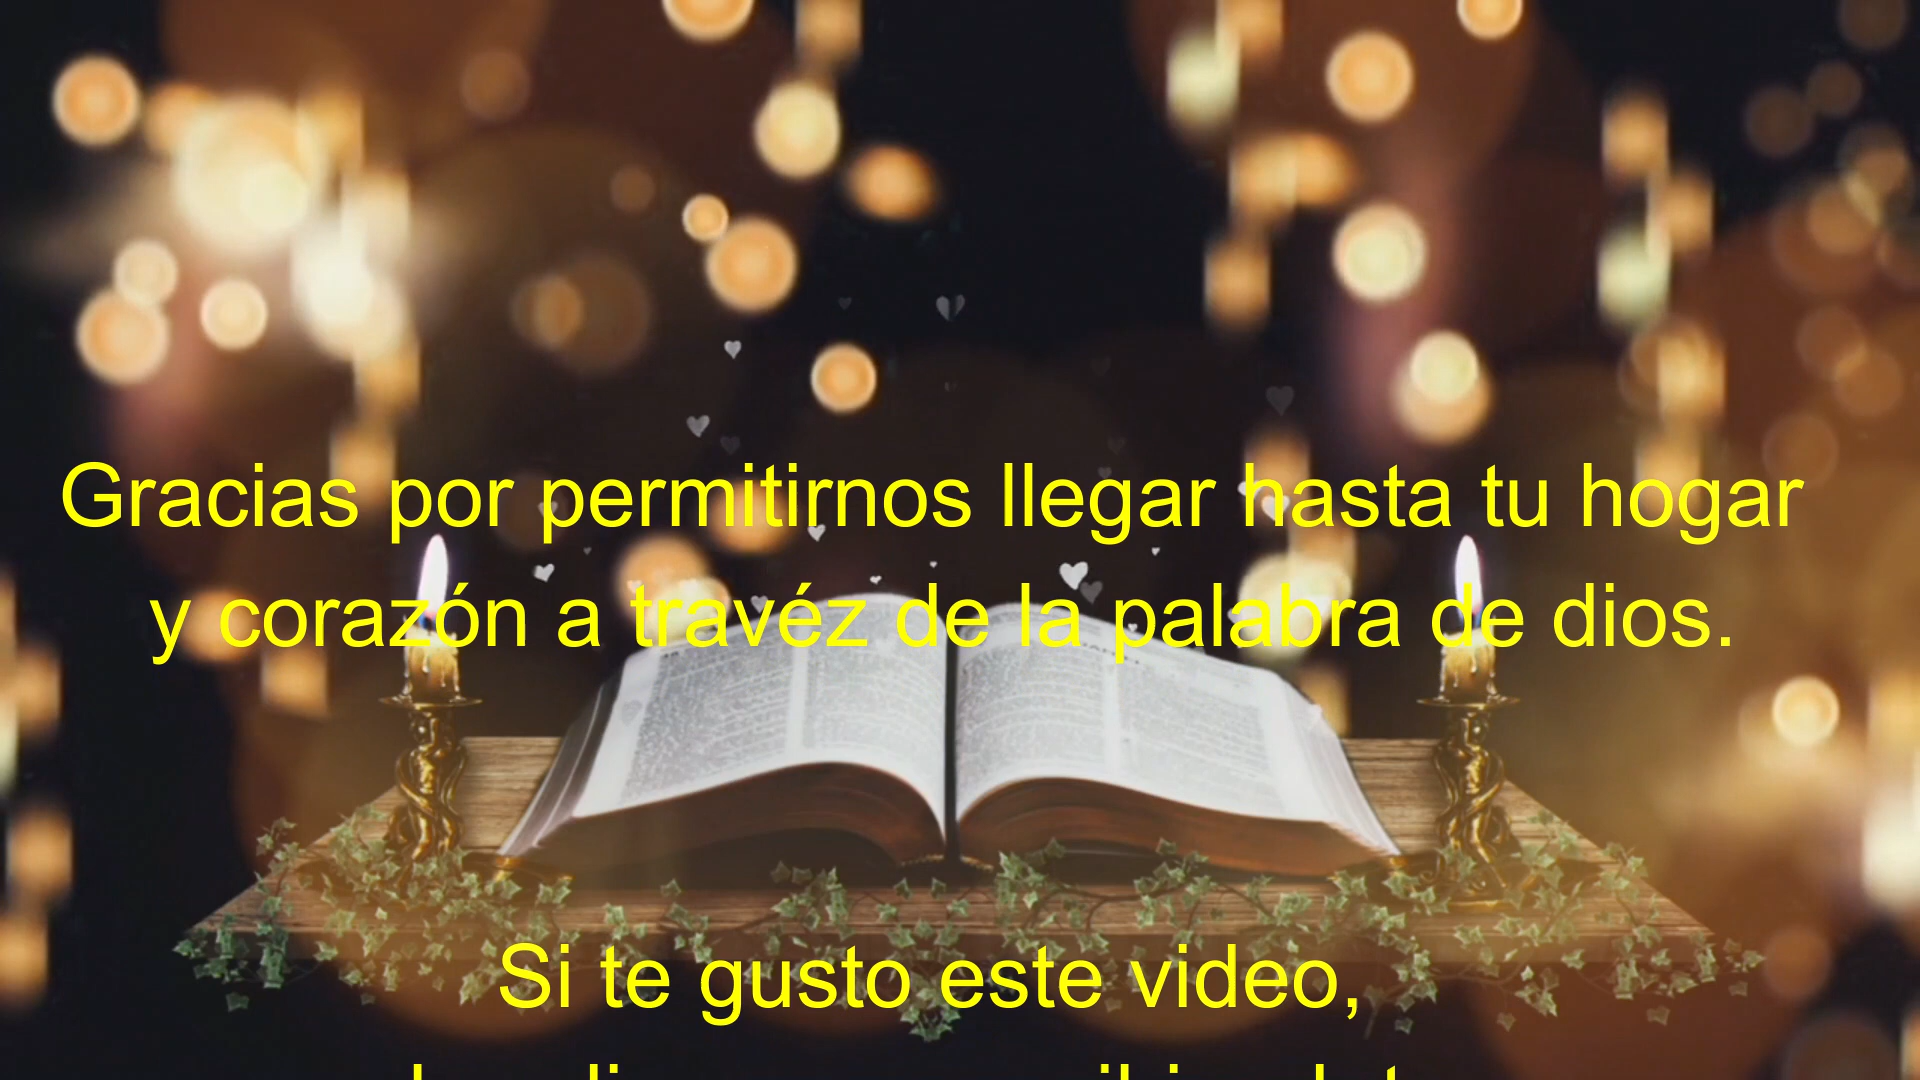 Gracias por permitirnos llegar hasta tu hogar
y corazón a travéz de la palabra de dios.
Si te gusto este video,